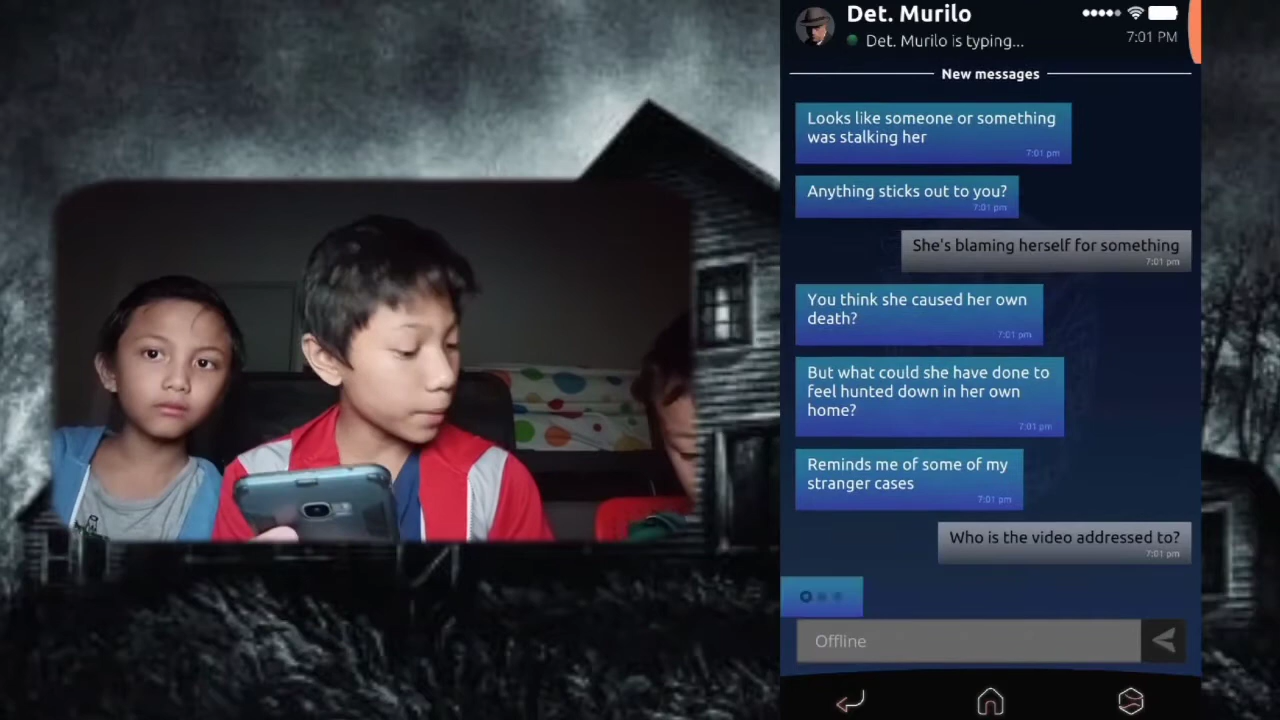 Det. Murilo
Det. Murilo is typing...
7:01 PM
New messages
Looks like someone or something
was stalking her
7:01 pm
Anything sticks out to you?
7:01 pm
She's blaming herself for something
7:01 pm
You think she caused her own
death?
7:01 pm
But what could she have done to
feel hunted down in her own
home?
7:01 pm
Reminds me of some of my
stranger cases
7:01 pm
Who is the video addressed to?
7:01 pm
Offline